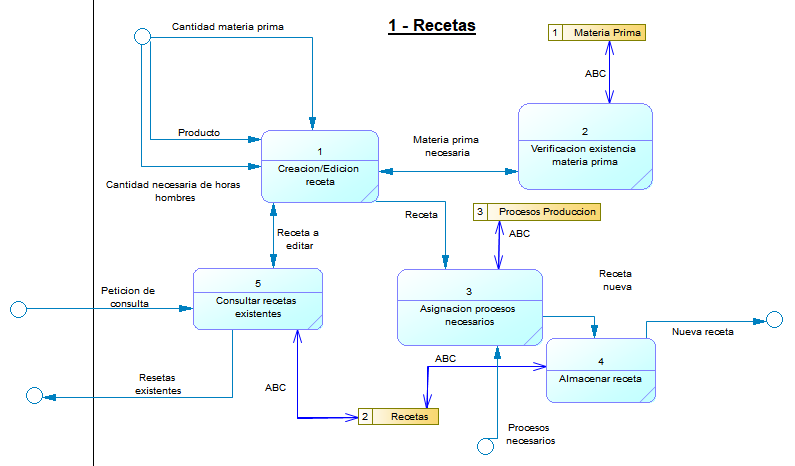 1 - Recetas
Cantidad materia prima
1 Materia Prima
ABC
Producto
1
Creacion/Edicion
receta
Materia prima
necesaria
2
Verificacion existencia
materia prima
Cantidad necesaria de horas
hombres
Receta
3 Procesos Produccion
ABC
Receta a
editar
5
Consultar recetas
existentes
Peticion de
consulta
3
Asignacion procesos
necesarios
Receta
nueva
Nueva receta
4
Almacenar receta
ABC
Resetas
existentes
ABC
2 Recetas
Procesos
necesarios